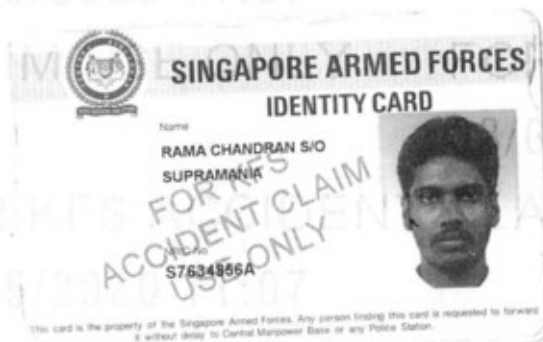 SINGAPORE ARMED FORCES
IDENTITY CARD
Name
RAMA CHANDRAN S/O
SUPRAMANIA
FOR KFS
ACCIDENT CLAIM
USE ONLY
NRIC No
S7634856A
This card is the property of the Singapore Armed Forces. Any person finding this card is requested to forward
it without delay to Central Manpower Base or any Police Station.